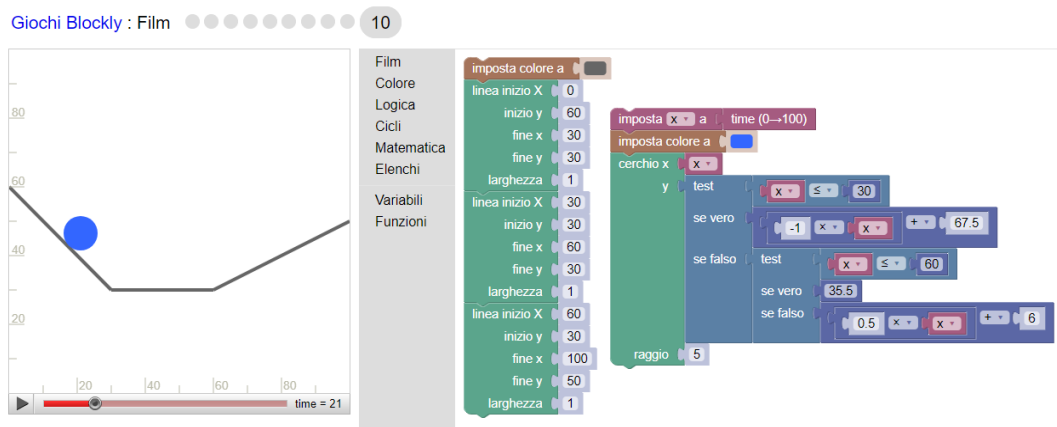 Giochi Blockly : Film 10
80
60
40
20
20 40 60 80
time = 21
Film
Colore
Logica
Cicli
Matematica
Elenchi
Variabili
Funzioni
imposta colore a
linea inizio X 0
inizio y 60
fine x 30
fine y 30
larghezza 1
linea inizio X 30
inizio y 30
fine x 60
fine y 30
larghezza 1
linea inizio X 60
inizio y 30
fine x 100
fine y 50
larghezza 1
imposta x a time (0→100)
imposta colore a
cerchio x x
y test x ≤ 30
se vero -1 × x + 67.5
se falso test x ≤ 60
se vero 35.5
se falso 0.5 × x + 6
raggio 5